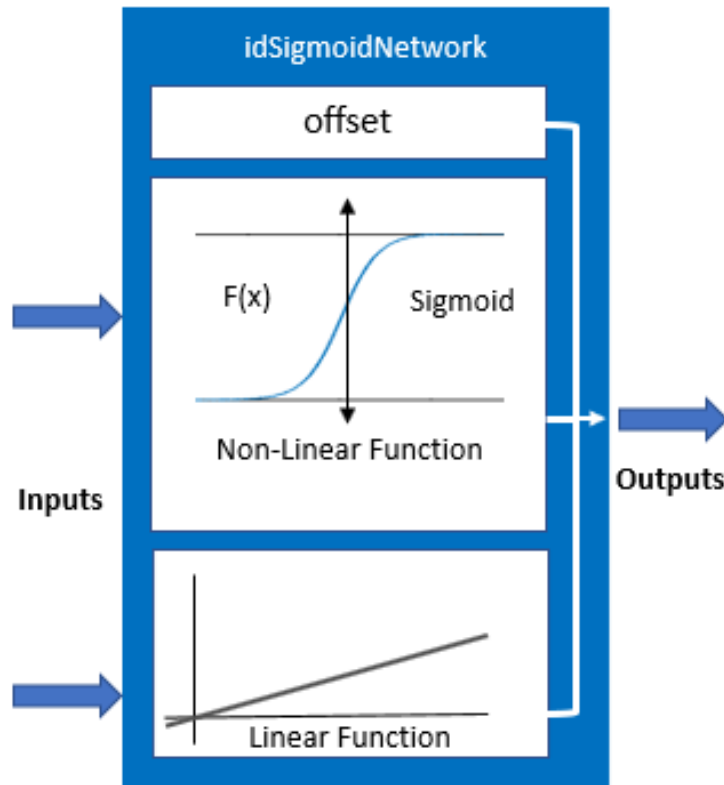 idSigmoidNetwork
offset
F(x)
Sigmoid
Non-Linear Function
Inputs
Outputs
Linear Function